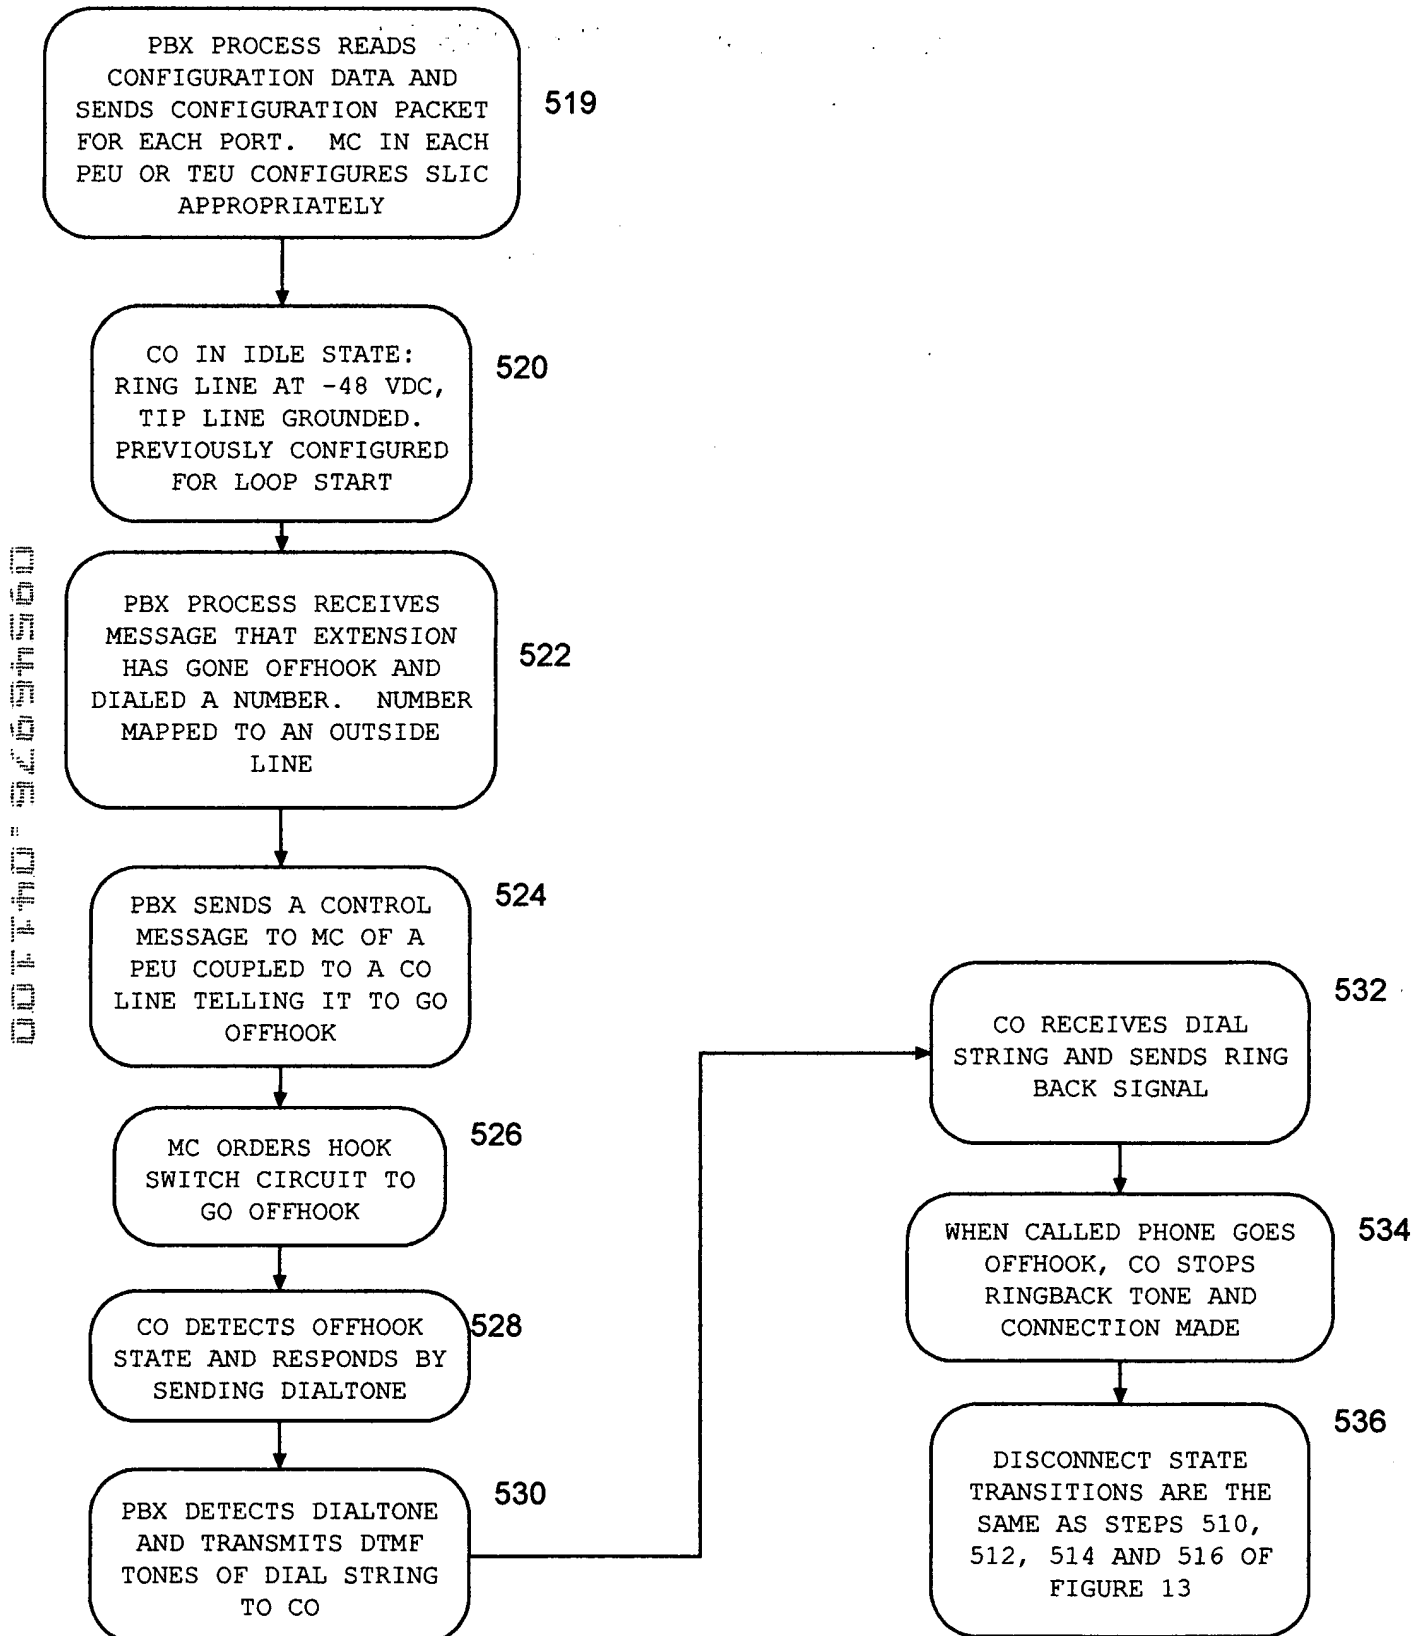 PBX PROCESS READS
CONFIGURATION DATA AND
SENDS CONFIGURATION PACKET
FOR EACH PORT. MC IN EACH
PEU OR TEU CONFIGURES SLIC
APPROPRIATELY
519
CO IN IDLE STATE:
RING LINE AT -48 VDC,
TIP LINE GROUNDED.
PREVIOUSLY CONFIGURED
FOR LOOP START
520
PBX PROCESS RECEIVES
MESSAGE THAT EXTENSION
HAS GONE OFFHOOK AND
DIALED A NUMBER. NUMBER
MAPPED TO AN OUTSIDE
LINE
522
PBX SENDS A CONTROL
MESSAGE TO MC OF A
PEU COUPLED TO A CO
LINE TELLING IT TO GO
OFFHOOK
524
MC ORDERS HOOK
SWITCH CIRCUIT TO
GO OFFHOOK
526
CO DETECTS OFFHOOK
STATE AND RESPONDS BY
SENDING DIALTONE
528
PBX DETECTS DIALTONE
AND TRANSMITS DTMF
TONES OF DIAL STRING
TO CO
530
CO RECEIVES DIAL
STRING AND SENDS RING
BACK SIGNAL
532
WHEN CALLED PHONE GOES
OFFHOOK, CO STOPS
RINGBACK TONE AND
CONNECTION MADE
534
DISCONNECT STATE
TRANSITIONS ARE THE
SAME AS STEPS 510,
512, 514 AND 516 OF
FIGURE 13
536